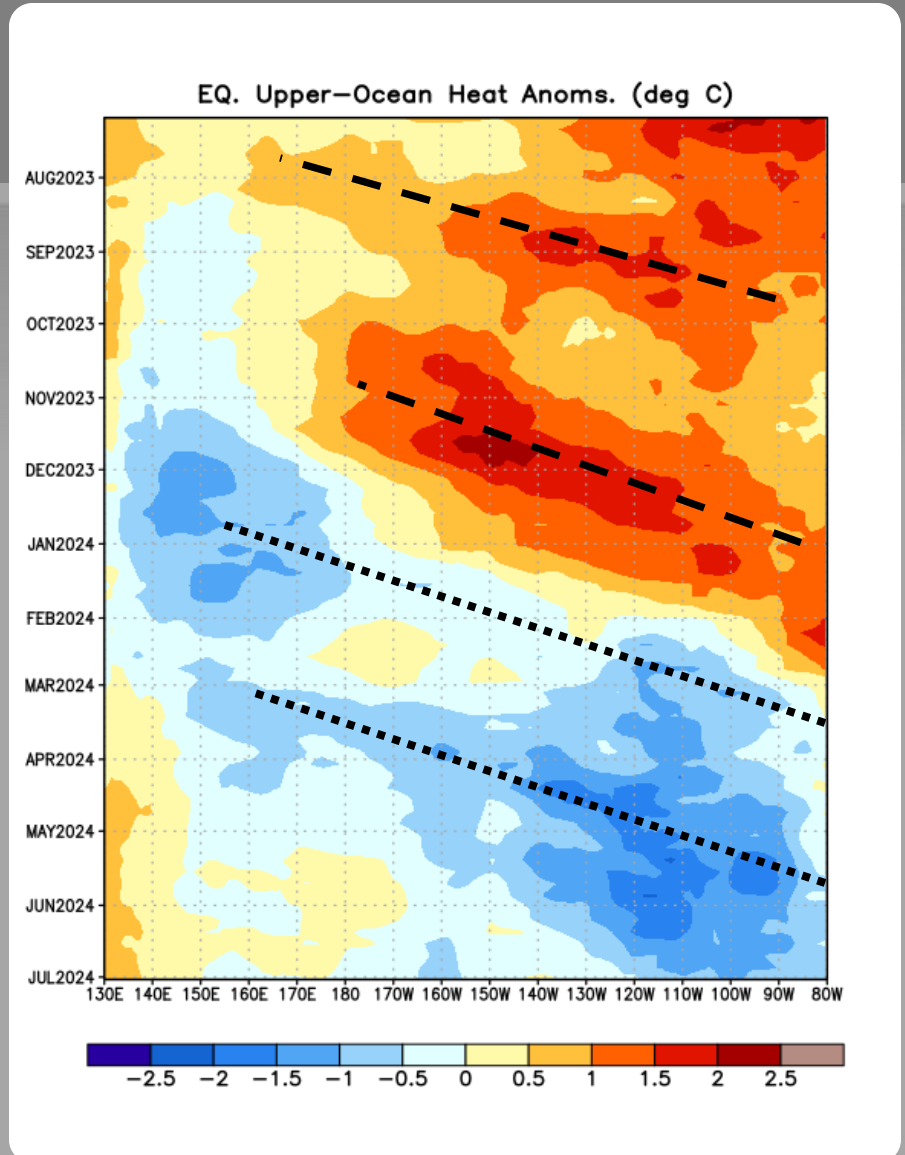 EQ. Upper-Ocean Heat Anoms. (deg C)
AUG2023
SEP2023
OCT2023
NOV2023
DEC2023
JAN2024
FEB2024
MAR2024
APR2024
MAY2024
JUN2024
JUL2024
130E 140E 150E 160E 170E 180 170W 160W 150W 140W 130W 120W 110W 100W 90W 80W
-2.5 -2 -1.5 -1 -0.5 0 0.5 1 1.5 2 2.5